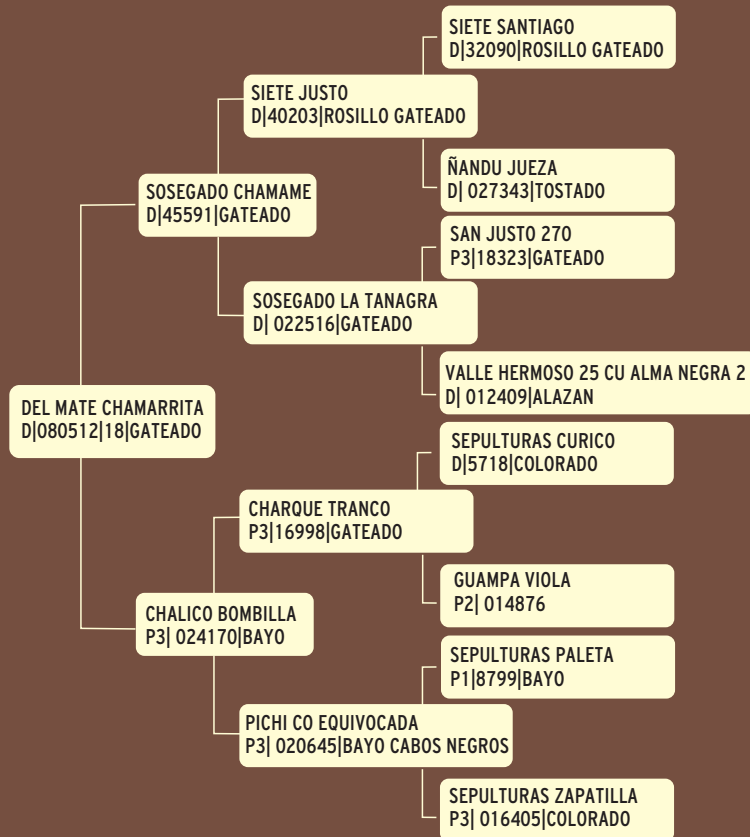 SIETE SANTIAGO
D|32090|ROSILLO GATEADO
SIETE JUSTO
D|40203|ROSILLO GATEADO
ÑANDU JUEZA
D| 027343|TOSTADO
SOSEGADO CHAMAME
D|45591|GATEADO
SAN JUSTO 270
P3|18323|GATEADO
SOSEGADO LA TANAGRA
D| 022516|GATEADO
VALLE HERMOSO 25 CU ALMA NEGRA 2
D| 012409|ALAZAN
DEL MATE CHAMARRITA
D|080512|18|GATEADO
SEPULTURAS CURICO
D|5718|COLORADO
CHARQUE TRANCO
P3|16998|GATEADO
GUAMPA VIOLA
P2| 014876
CHALICO BOMBILLA
P3| 024170|BAYO
SEPULTURAS PALETA
P1|8799|BAYO
PICHI CO EQUIVOCADA
P3| 020645|BAYO CABOS NEGROS
SEPULTURAS ZAPATILLA
P3| 016405|COLORADO